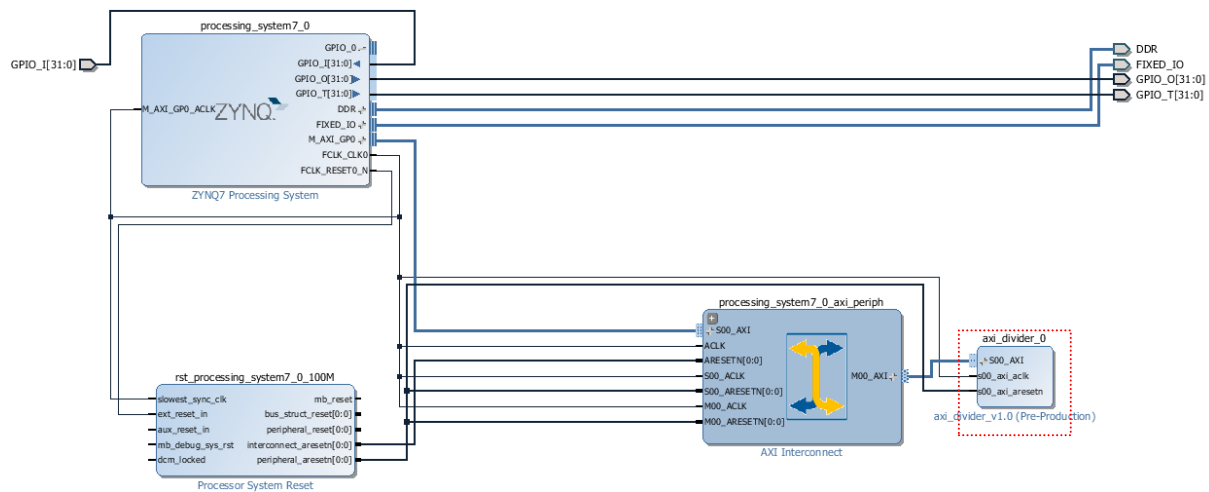 processing_system7_0
GPIO_I[31:0]
GPIO_0
GPIO_I[31:0]
GPIO_O[31:0]
GPIO_T[31:0]
M_AXI_GP0_ACLK
ZYNQ
DDR
FIXED_IO
M_AXI_GP0
FCLK_CLK0
FCLK_RESET0_N
ZYNQ7 Processing System
DDR
FIXED_IO
GPIO_O[31:0]
GPIO_T[31:0]
rst_processing_system7_0_100M
slowest_sync_clk
ext_reset_in
aux_reset_in
mb_debug_sys_rst
dcm_locked
mb_reset
bus_struct_reset[0:0]
peripheral_reset[0:0]
interconnect_aresetn[0:0]
peripheral_aresetn[0:0]
Processor System Reset
processing_system7_0_axi_periph
S00_AXI
ACLK
ARESETN[0:0]
S00_ACLK
S00_ARESETN[0:0]
M00_ACLK
M00_ARESETN[0:0]
M00_AXI
AXI Interconnect
axi_divider_0
S00_AXI
s00_axi_aclk
s00_axi_aresetn
axi_divider_v1.0 (Pre-Production)